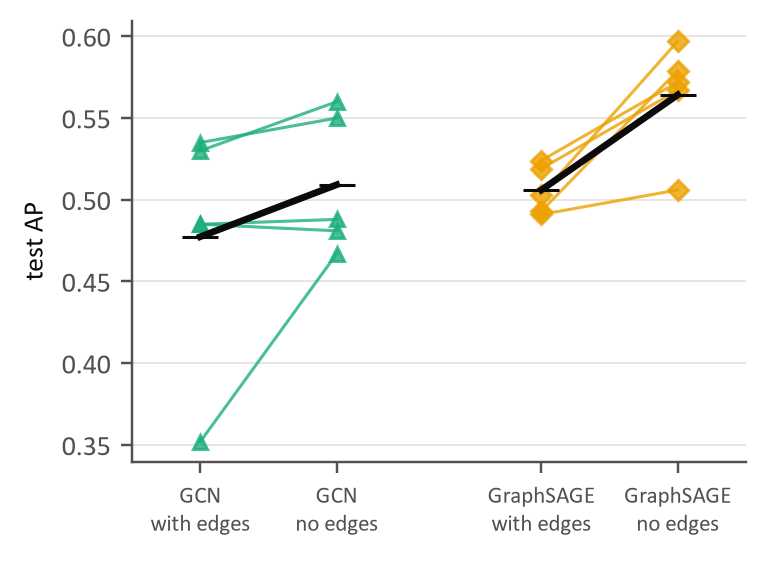 0.60
0.55
0.50
0.45
0.40
0.35
test AP
GCN
with edges
GCN
no edges
GraphSAGE
with edges
GraphSAGE
no edges